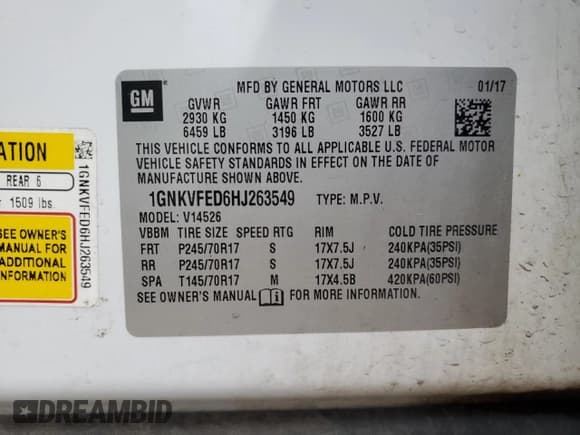 GM
MFD BY GENERAL MOTORS LLC 01/17
GVWR GAWR FRT GAWR RR
2930 KG 1450 KG 1600 KG
6459 LB 3196 LB 3527 LB
THIS VEHICLE CONFORMS TO ALL APPLICABLE U.S. FEDERAL MOTOR
VEHICLE SAFETY STANDARDS IN EFFECT ON THE DATE OF
MANUFACTURE SHOWN ABOVE.
1GNKVFED6HJ263549 TYPE: M.P.V.
MODEL: V14526
VBBM TIRE SIZE SPEED RTG RIM COLD TIRE PRESSURE
FRT P245/70R17 S 17X7.5J 240KPA(35PSI)
RR P245/70R17 S 17X7.5J 240KPA(35PSI)
SPA T145/70R17 M 17X4.5B 420KPA(60PSI)
SEE OWNER'S MANUAL FOR MORE INFORMATION
ATION
REAR 6
1509 lbs.
SEE OWNER'S
MANUAL FOR
ADDITIONAL
INFORMATION
1GNKVFED6HJ263549
DREAMBID